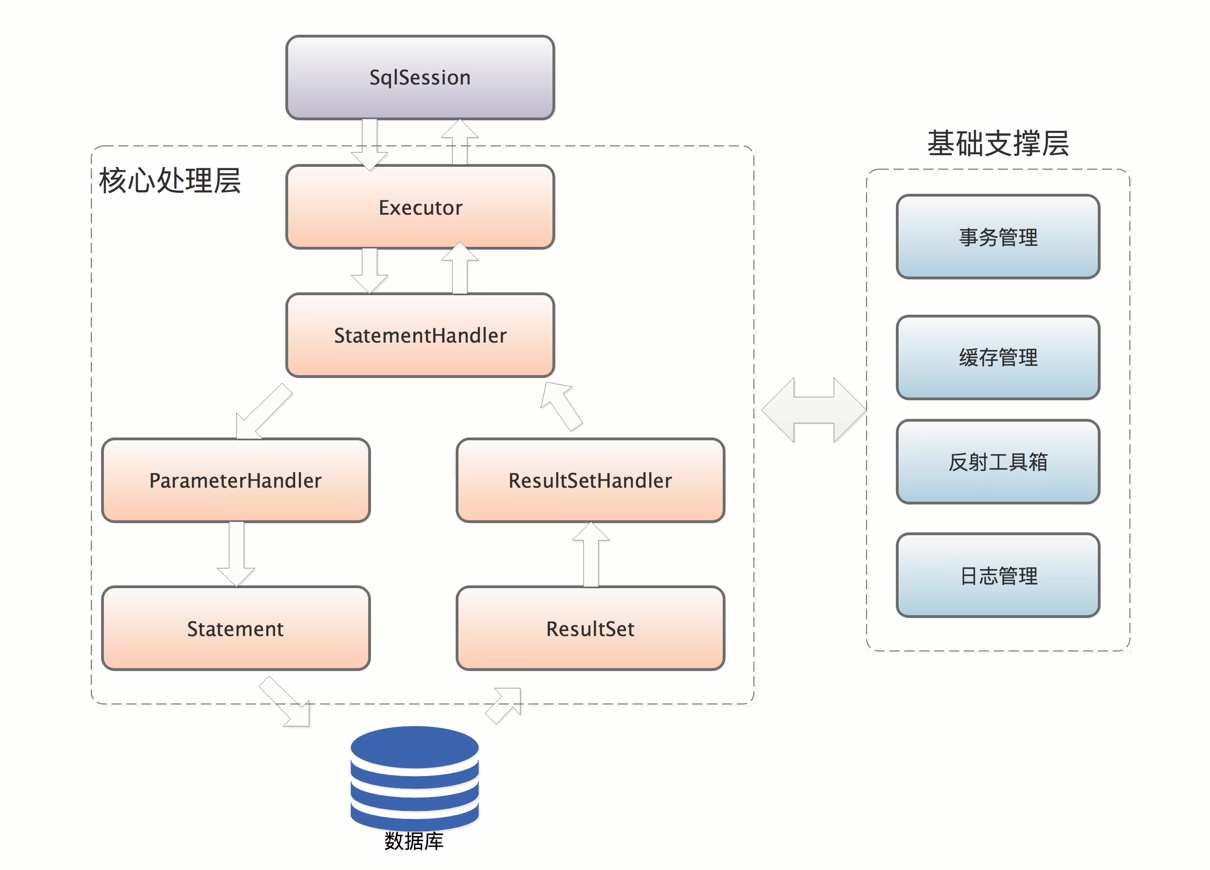 SqlSession
核心处理层
Executor
StatementHandler
ParameterHandler
ResultSetHandler
Statement
ResultSet
数据库
基础支撑层
事务管理
缓存管理
反射工具箱
日志管理